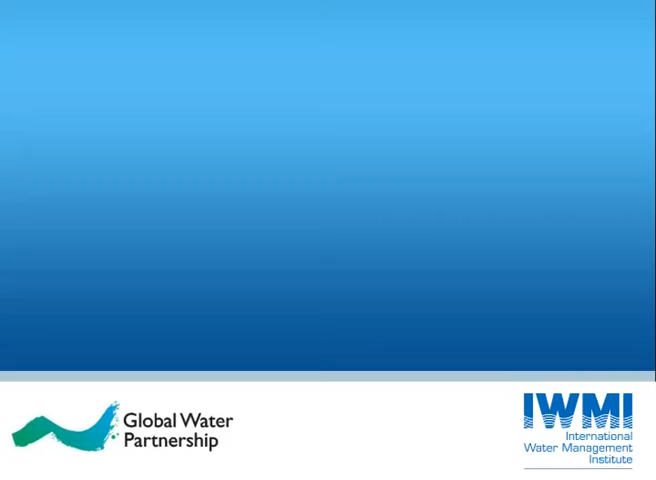 Global Water
Partnership
IWMI
International
Water Management
Institute